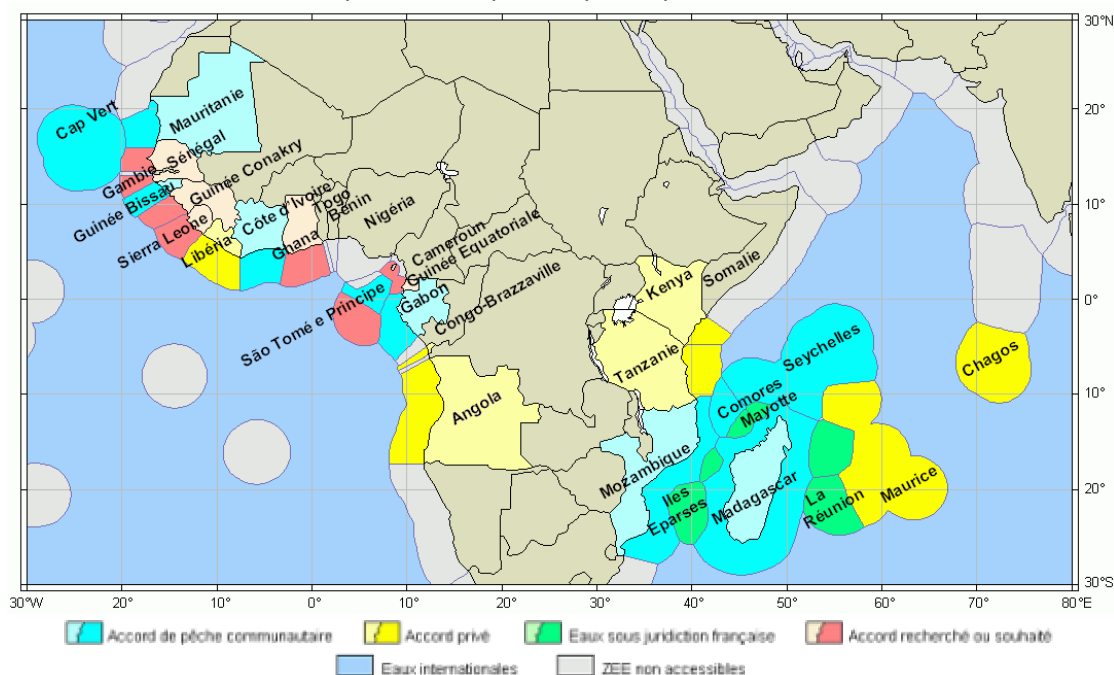 30°N
20°
10°
0°
10°
20°
30°S
Cap Vert
Mauritanie
Sénégal
Gambie
Guinée Conakry
Guinée Bissau
Sierra Leone
Libéria
Côte d'Ivoire
Ghana
Togo
Bénin
Nigéria
Cameroun
Guinée Equatoriale
São Tomé e Principe
Gabon
Congo-Brazzaville
Angola
Kenya
Somalie
Tanzanie
Seychelles
Comores
Mayotte
Chagos
Mozambique
Iles
Eparses
Madagascar
La
Réunion
Maurice
30°W 20° 10° 0° 10° 20° 30° 40° 50° 60° 70° 80°E
Accord de pêche communautaire Accord privé Eaux sous juridiction française Accord recherché ou souhaité
Eaux internationales ZEE non accessibles